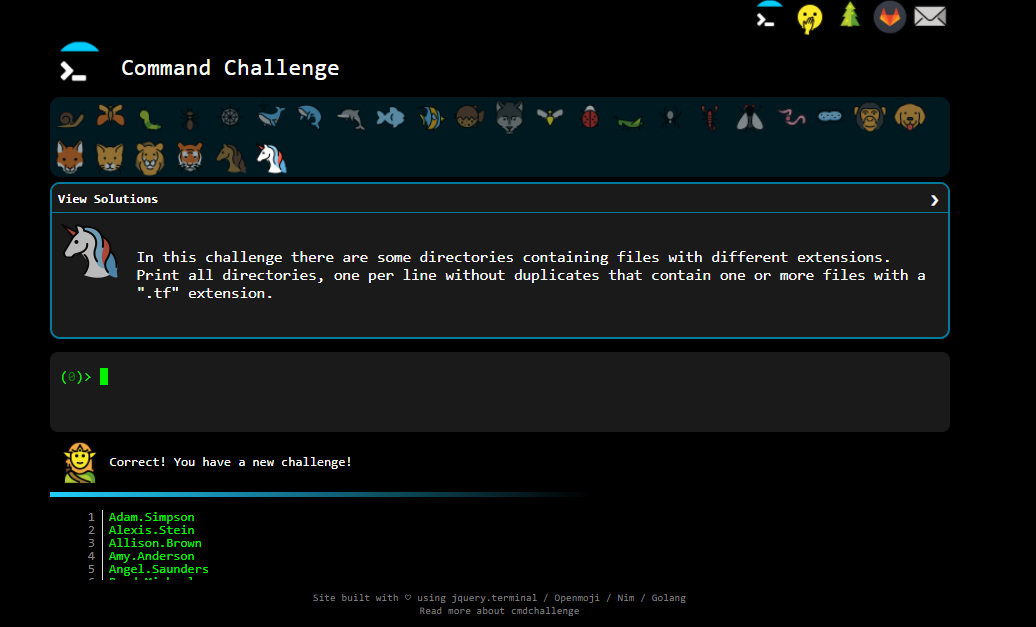 Command Challenge
View Solutions
In this challenge there are some directories containing files with different extensions.
Print all directories, one per line without duplicates that contain one or more files with a
".tf" extension.
(0)>
Correct! You have a new challenge!
1 Adam.Simpson
2 Alexis.Stein
3 Allison.Brown
4 Amy.Anderson
5 Angel.Saunders
Site built with ♡ using jquery.terminal / Openmoji / Nim / Golang
Read more about cmdchallenge